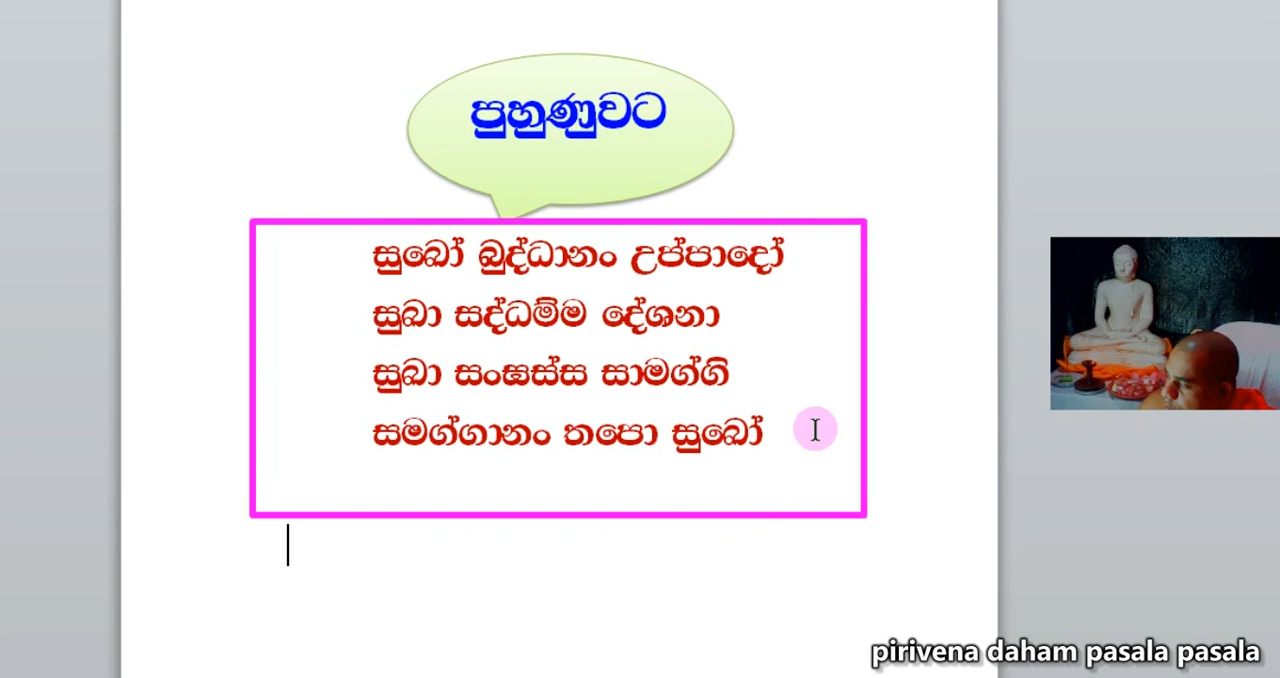 පුහුණුවට
සුඛෝ බුද්ධානං උප්පාදෝ
සුඛා සද්ධම්ම දේශනා
සුඛා සංඝස්ස සාමග්ගි
සමග්ගානං තපො සුඛෝ
pirivena daham pasala pasala